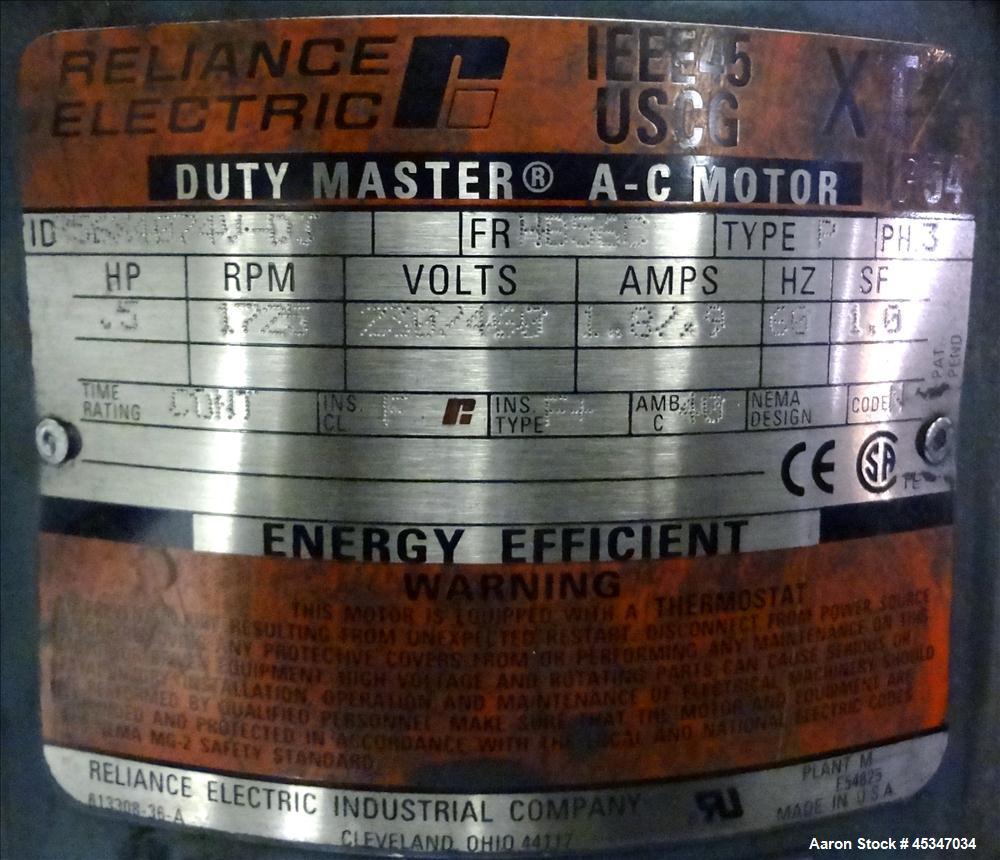 RELIANCE
ELECTRIC
IEEE45
USCG
X
DUTY MASTER® A-C MOTOR
ID FR TYPE P PH 3
HP RPM VOLTS AMPS HZ SF
.5 1725 230/460 1.8/.9 60 1.0
PAT. PEND
TIME RATING CONT INS. CL. F INS. TYPE AMB. C 40 NEMA DESIGN CODE
CE SA
ENERGY EFFICIENT
WARNING
THIS MOTOR IS EQUIPPED WITH A THERMOSTAT
RESULTING FROM UNEXPECTED RESTART, DISCONNECT FROM POWER SOURCE
ANY PROTECTIVE COVERS FROM OR PERFORMING ANY MAINTENANCE ON THIS
EQUIPMENT. HIGH VOLTAGE AND ROTATING PARTS CAN CAUSE SERIOUS OR
INSTALLATION, OPERATION AND MAINTENANCE OF ELECTRICAL MACHINERY SHOULD
BY QUALIFIED PERSONNEL. MAKE SURE THAT THE MOTOR AND EQUIPMENT ARE
AND PROTECTED IN ACCORDANCE WITH THE LOCAL AND NATIONAL ELECTRIC CODES
MG-2 SAFETY STANDARD
RELIANCE ELECTRIC INDUSTRIAL COMPANY
CLEVELAND, OHIO 44117
613308-36-A
PLANT M
E54825
MADE IN U S A
Aaron Stock # 45347034